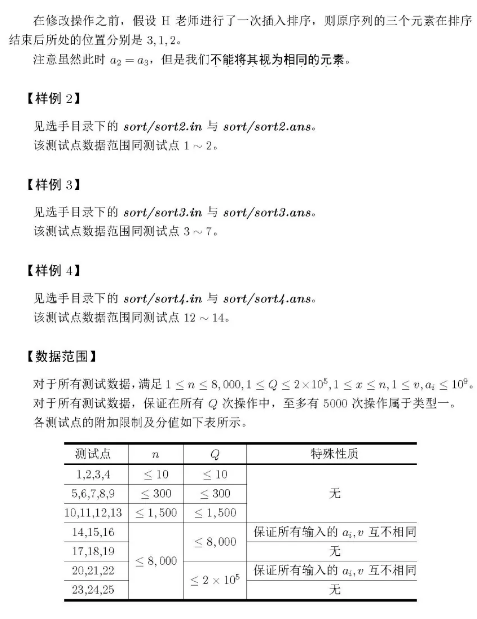 在修改操作之前，假设 H 老师进行了一次插入排序，则原序列的三个元素在排序
结束后所处的位置分别是 3, 1, 2。
注意虽然此时 a₂ = a₃，但是我们不能将其视为相同的元素。
【样例 2】
见选手目录下的 sort/sort2.in 与 sort/sort2.ans。
该测试点数据范围同测试点 1 ∼ 2。
【样例 3】
见选手目录下的 sort/sort3.in 与 sort/sort3.ans。
该测试点数据范围同测试点 3 ∼ 7。
【样例 4】
见选手目录下的 sort/sort4.in 与 sort/sort4.ans。
该测试点数据范围同测试点 12 ∼ 14。
【数据范围】
对于所有测试数据，满足 1 ≤ n ≤ 8,000, 1 ≤ Q ≤ 2×10⁵, 1 ≤ x ≤ n, 1 ≤ v, aᵢ ≤ 10⁹。
对于所有测试数据，保证在所有 Q 次操作中，至多有 5000 次操作属于类型一。
各测试点的附加限制及分值如下表所示。
测试点 n Q 特殊性质
1,2,3,4 ≤ 10 ≤ 10
5,6,7,8,9 ≤ 300 ≤ 300 无
10,11,12,13 ≤ 1,500 ≤ 1,500
14,15,16 保证所有输入的 aᵢ, v 互不相同
≤ 8,000
17,18,19 无
≤ 8,000
20,21,22 保证所有输入的 aᵢ, v 互不相同
≤ 2 × 10⁵
23,24,25 无